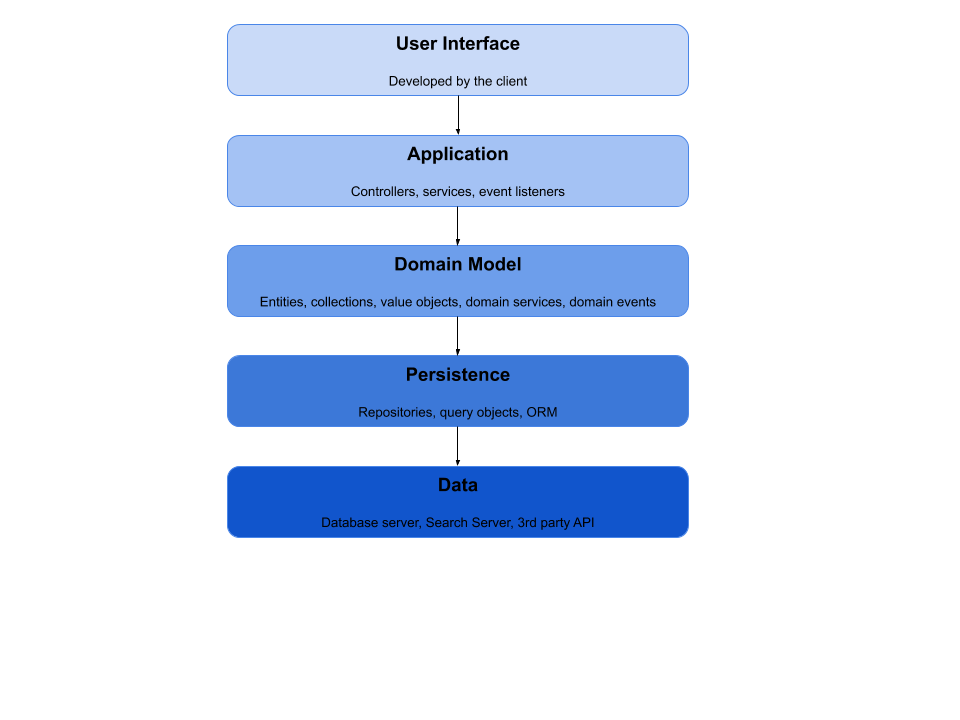 User Interface
Developed by the client
Application
Controllers, services, event listeners
Domain Model
Entities, collections, value objects, domain services, domain events
Persistence
Repositories, query objects, ORM
Data
Database server, Search Server, 3rd party API